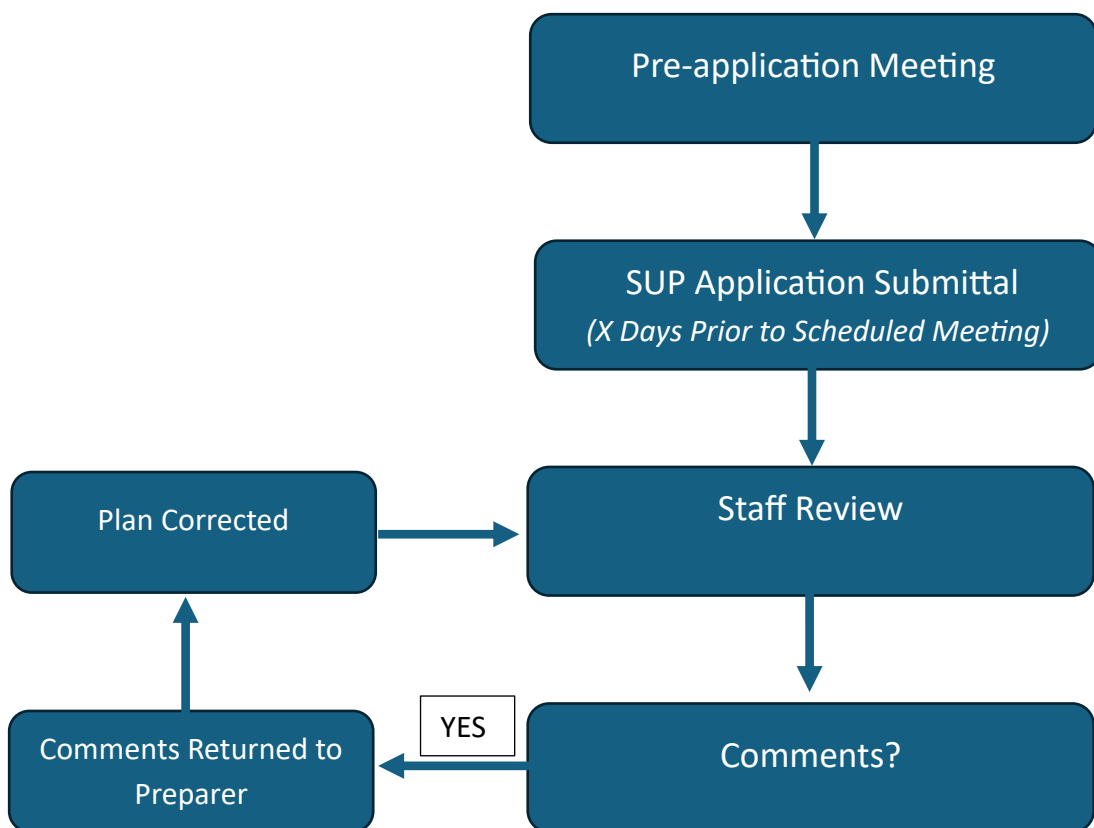 Pre-application Meeting
SUP Application Submittal
(X Days Prior to Scheduled Meeting)
Staff Review
Plan Corrected
Comments?
YES
Comments Returned to
Preparer